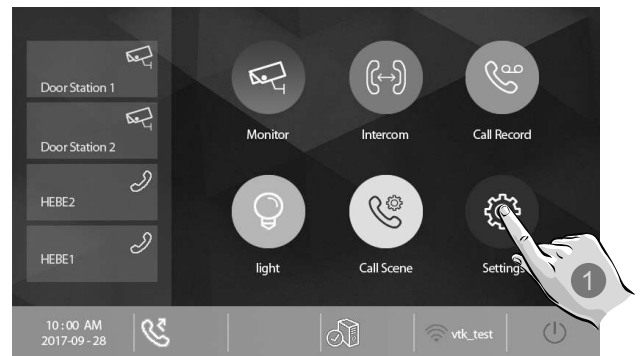 Door Station 1
Door Station 2
HEBE2
HEBE1
Monitor
Intercom
Call Record
light
Call Scene
Settings
1
10:00 AM
2017-09-28
vtk_test